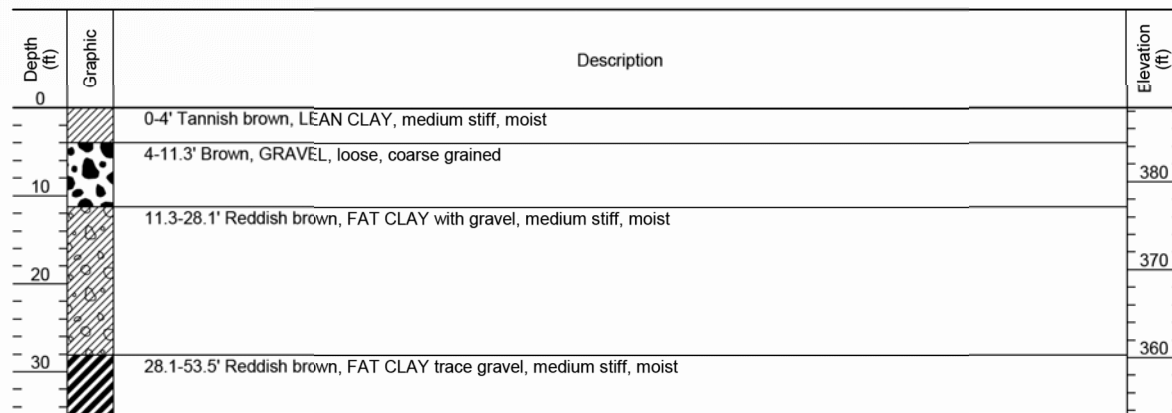 Depth
(ft)
Graphic
Description
Elevation
(ft)
0
0-4' Tannish brown, LEAN CLAY, medium stiff, moist
4-11.3' Brown, GRAVEL, loose, coarse grained
380
10
11.3-28.1' Reddish brown, FAT CLAY with gravel, medium stiff, moist
370
20
360
30
28.1-53.5' Reddish brown, FAT CLAY trace gravel, medium stiff, moist